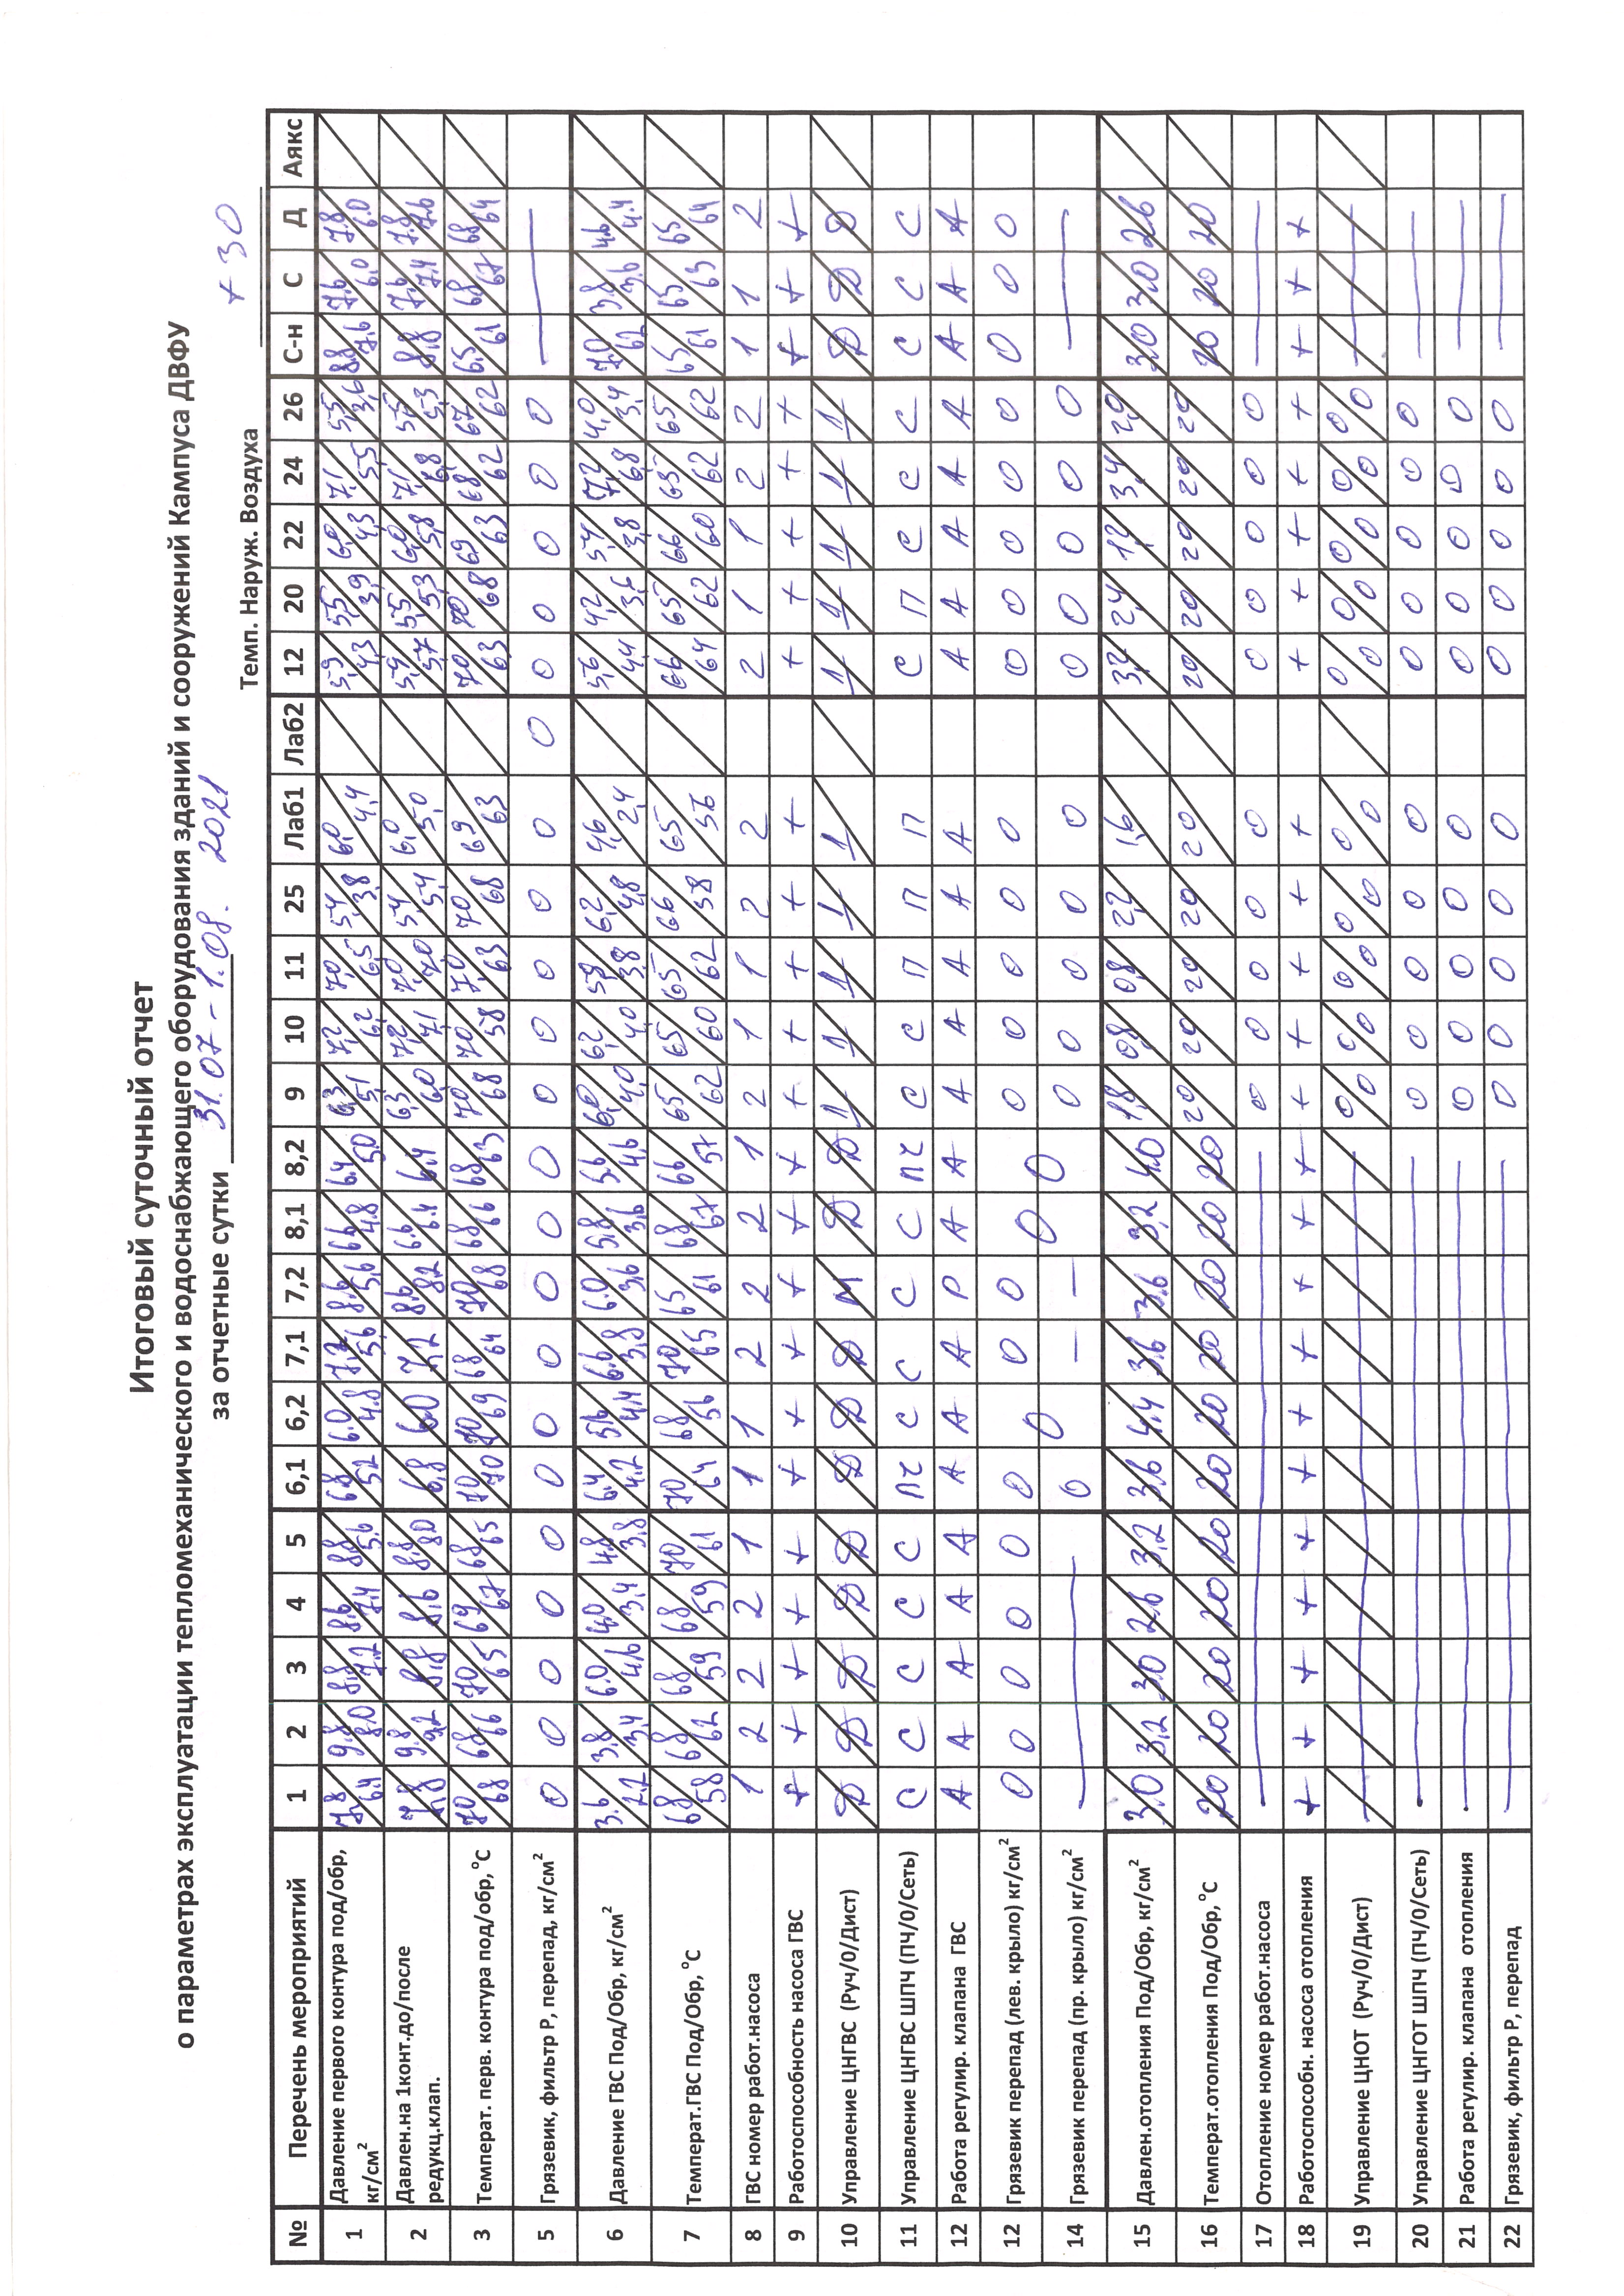 Итоговый суточный отчет
о параметрах эксплуатации тепломеханического и водоснабжающего оборудования зданий и сооружений Кампуса ДВФУ
за отчетные сутки 31.07 - 1.08. 2021
Темп. Наруж. Воздуха +30
№ Перечень мероприятий 1 2 3 4 5 6,1 6,2 7,1 7,2 8,1 8,2 9 10 11 25 Лаб1 Лаб2 12 20 22 24 26 С-н С Д Аякс
1 Давление первого контура под/обр, кг/см² 7,8/6.4 9.8/8.0 8,8/7.2 8,6/7.4 8,8/5.6 6.8/5.2 6.0/4.8 7,2/5,6 8,6/5,6 6.6/4.8 6.4/5.0 6,3/5,1 7,2/6,2 7,0/6,5 5,4/3,8 6,0/4,4 5,9/4,3 5,5/3,9 6,0/4,3 7,1/5,5 5,5/3,6 8.8/7,6 7,6/6,0 7.8/6.0
2 Давлен.на 1конт.до/после редукц.клап. 7,8 9.8/9,2 8,8 8,6 8,8/8,0 6,8 6,0 7,2 8,6/8,2 6.6/6.4 6,4 6,3/6,0 7,2/7,1 7,0/7,0 5,4/5,4 6,0/5,0 5,9/5,7 5,5/5,3 6,0/5,8 7,1/6,8 5,5/5,3 8,8 7,6/7,4 7.8/7.6
3 Температ. перв. контура под/обр, °С 70/68 68/66 70/65 69/67 68/65 70/70 70/69 68/64 70/68 68/66 68/63 70/68 70/58 70/63 70/68 69/63 70/63 70/68 69/63 68/62 67/62 65/61 68/67 68/64
5 Грязевик, фильтр Р, перепад, кг/см² 0 0 0 0 0 0 0 0 0 0 0 0 0 0 0 0 0 0 0 0 0 0 —
6 Давление ГВС Под/Обр, кг/см² 3.6/2.2 3,8/3,4 6.0/4.6 4.0/3,4 4.8/3,8 6.4/4.2 5.6/4.4 6.6/3,8 6.0/3,6 5.8/3,6 5.6/4,6 6,0/4,0 6,2/4,0 5,8/3,8 6,2/4,8 4,6/2,4 5,6/4,4 4,2/3,6 5,4/3,8 7,2/6,8 4,0/3,4 7,0/6,2 3,8/3.6 4.6/4.4
7 Температ.ГВС Под/Обр, °С 68/58 68/62 68/59 68/59 70/61 70/64 68/56 70/65 65/61 68/67 66/57 65/62 65/60 65/62 66/58 65/56 66/64 65/62 66/60 65/62 65/62 65/61 65/63 65/64
8 ГВС номер работ.насоса 1 2 2 2 1 1 1 2 2 2 1 2 1 1 2 2 2 1 1 2 2 1 1 2
9 Работоспособность насоса ГВС + + + + + + + + + + + + + + + + + + + + + + + +
10 Управление ЦНГВС (Руч/0/Дист) Д Д Д Д Д Д Д Д М Д Д 1 1 1 1 1 1 1 1 1 1 Д Д Д
11 Управление ЦНГВС ШПЧ (ПЧ/0/Сеть) С С С С С ПЧ С С С С ПЧ С С П П П С П С С С С С С
12 Работа регулир. клапана ГВС А А А А А А А А Р А А А А А А А А А А А А А А А
12 Грязевик перепад (лев. крыло) кг/см² 0 0 0 0 0 0 0 0 0 0 0 0 0 0 0 0 0 0 0 0 0 0 0 0
14 Грязевик перепад (пр. крыло) кг/см² — 0 — — 0 0 0 0 0 0 0 0 0 0 —
15 Давлен.отопления Под/Обр, кг/см² 3.0 3,2 3.0 2.6 3,2 3,6 4,4 3,6 3,6 3,2 4.0 1,8 0,8 0,8 2,2 1,6 3,2 2,4 1,2 3,4 2,0 3,0 3,0 2,6
16 Температ.отопления Под/Обр, °С 20 20 20 20 20 20 20 20 20 20 20 20 20 20 20 20 20 20 20 20 20 20 20 20
17 Отопление номер работ.насоса — 0 0 0 0 0 0 0 0 0 0 —
18 Работоспособн. насоса отопления + + + + + + + + + + + + + + + + + + + + + + + +
19 Управление ЦНОТ (Руч/0/Дист) — 0/0 0/0 0/0 0/0 0/0 0/0 0/0 0/0 0/0 0/0 —
20 Управление ЦНГОТ ШПЧ (ПЧ/0/Сеть) — 0 0 0 0 0 0 0 0 0 0 —
21 Работа регулир. клапана отопления — 0 0 0 0 0 0 0 0 0 0 —
22 Грязевик, фильтр Р, перепад — 0 0 0 0 0 0 0 0 0 0 —